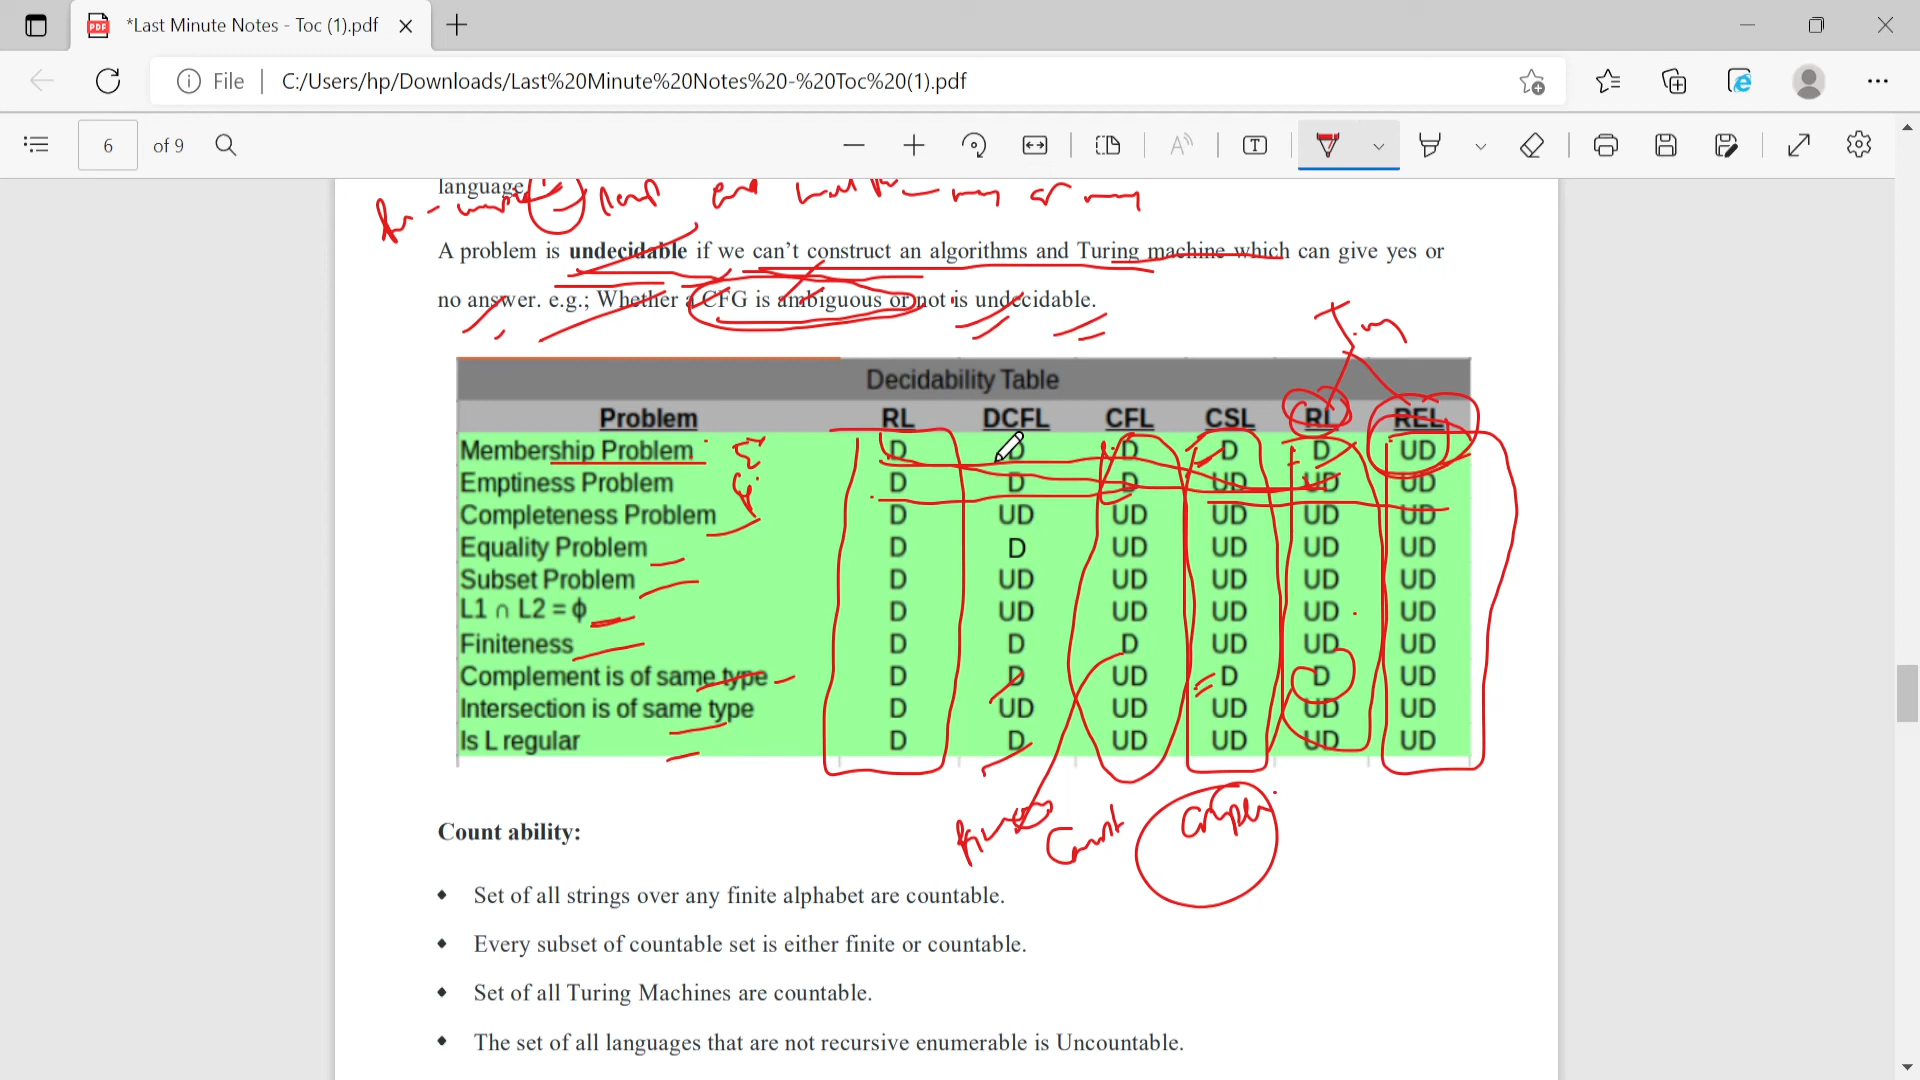 *Last Minute Notes - Toc (1).pdf
File
C:/Users/hp/Downloads/Last%20Minute%20Notes%20-%20Toc%20(1).pdf
6 of 9
language
A problem is undecidable if we can't construct an algorithms and Turing machine which can give yes or
no answer. e.g.; Whether a CFG is ambiguous or not is undecidable.
Decidability Table
Problem RL DCFL CFL CSL RL REL
Membership Problem D D D D D UD
Emptiness Problem D D D UD UD UD
Completeness Problem D UD UD UD UD UD
Equality Problem D D UD UD UD UD
Subset Problem D UD UD UD UD UD
L1 ∩ L2 = ϕ D UD UD UD UD UD
Finiteness D D D UD UD UD
Complement is of same type D D UD D D UD
Intersection is of same type D UD UD UD UD UD
Is L regular D D UD UD UD UD
Count ability:
⬥ Set of all strings over any finite alphabet are countable.
⬥ Every subset of countable set is either finite or countable.
⬥ Set of all Turing Machines are countable.
⬥ The set of all languages that are not recursive enumerable is Uncountable.